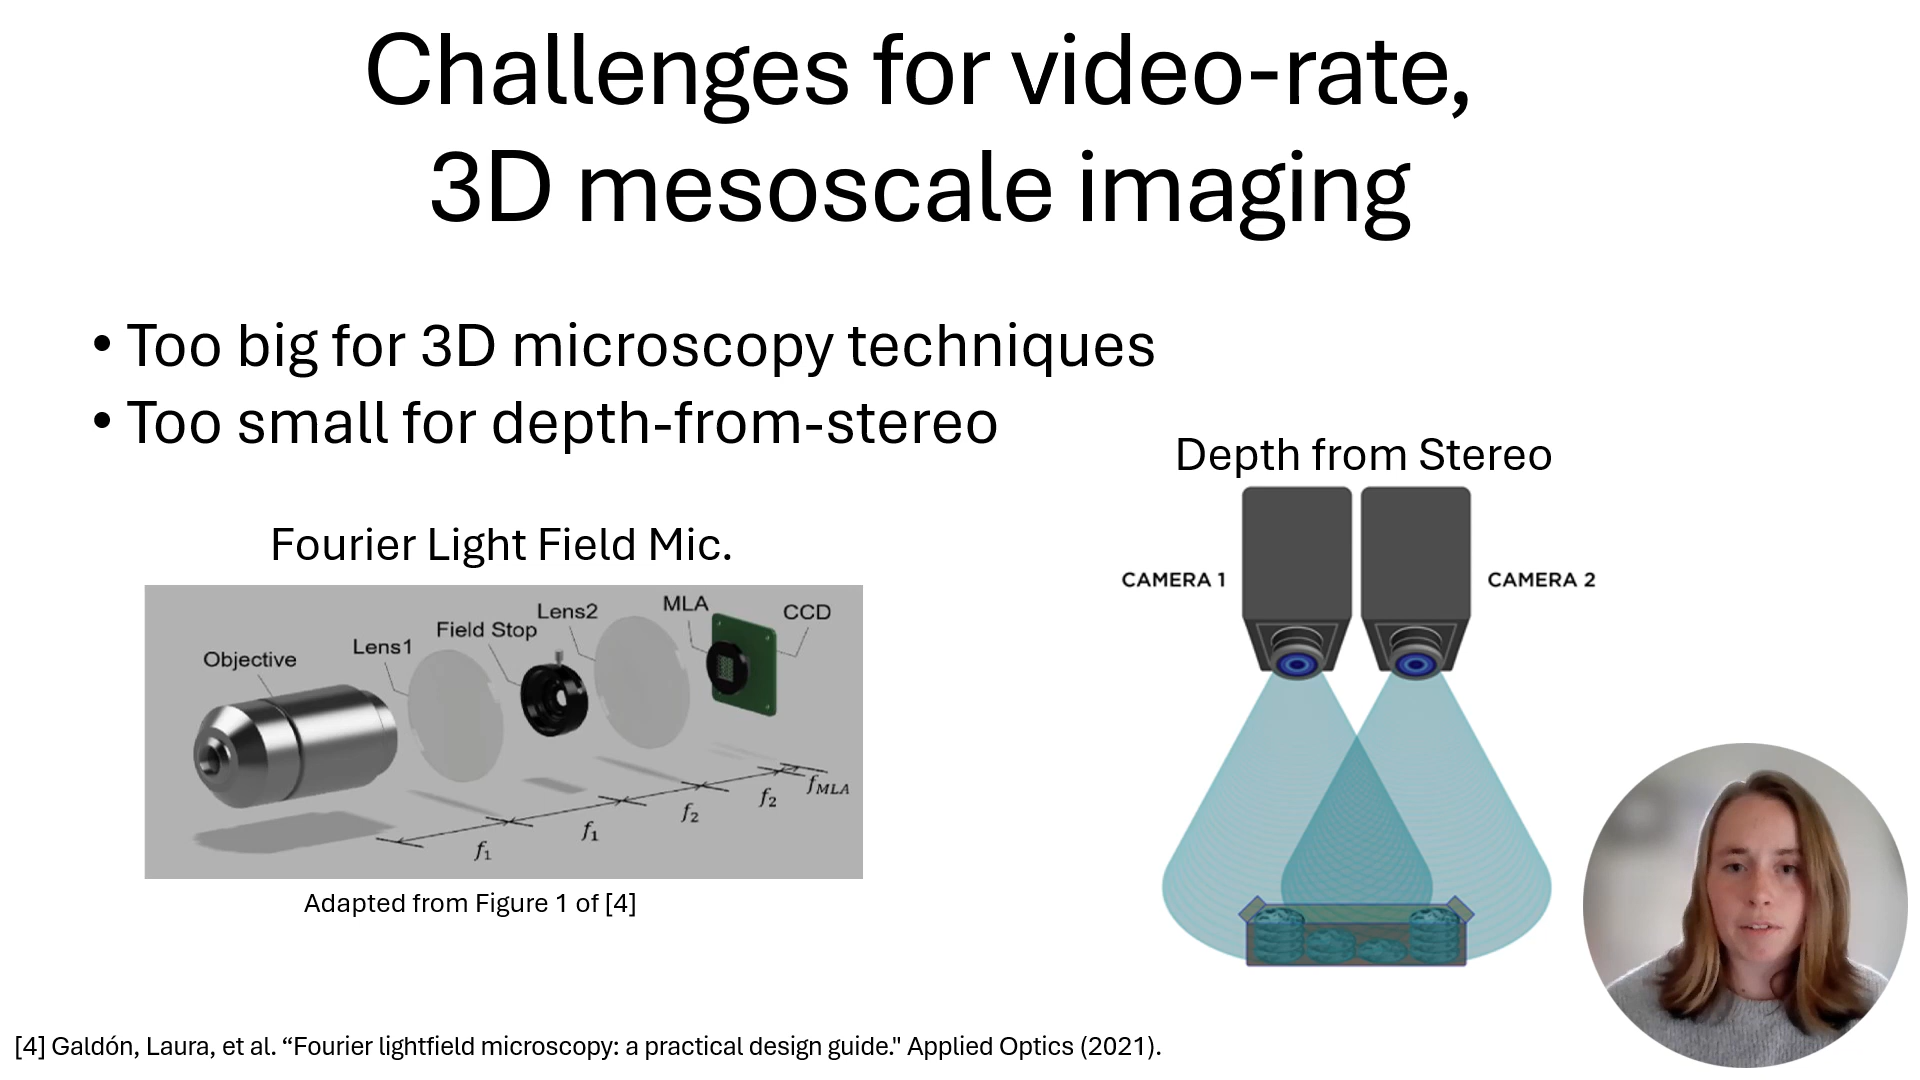 Challenges for video-rate,
3D mesoscale imaging
• Too big for 3D microscopy techniques
• Too small for depth-from-stereo
Fourier Light Field Mic.
Objective
Lens1
Field Stop
Lens2
MLA
CCD
f₁
f₁
f₂
f₂
f_MLA
Adapted from Figure 1 of [4]
Depth from Stereo
CAMERA 1
CAMERA 2
[4] Galdón, Laura, et al. “Fourier lightfield microscopy: a practical design guide." Applied Optics (2021).